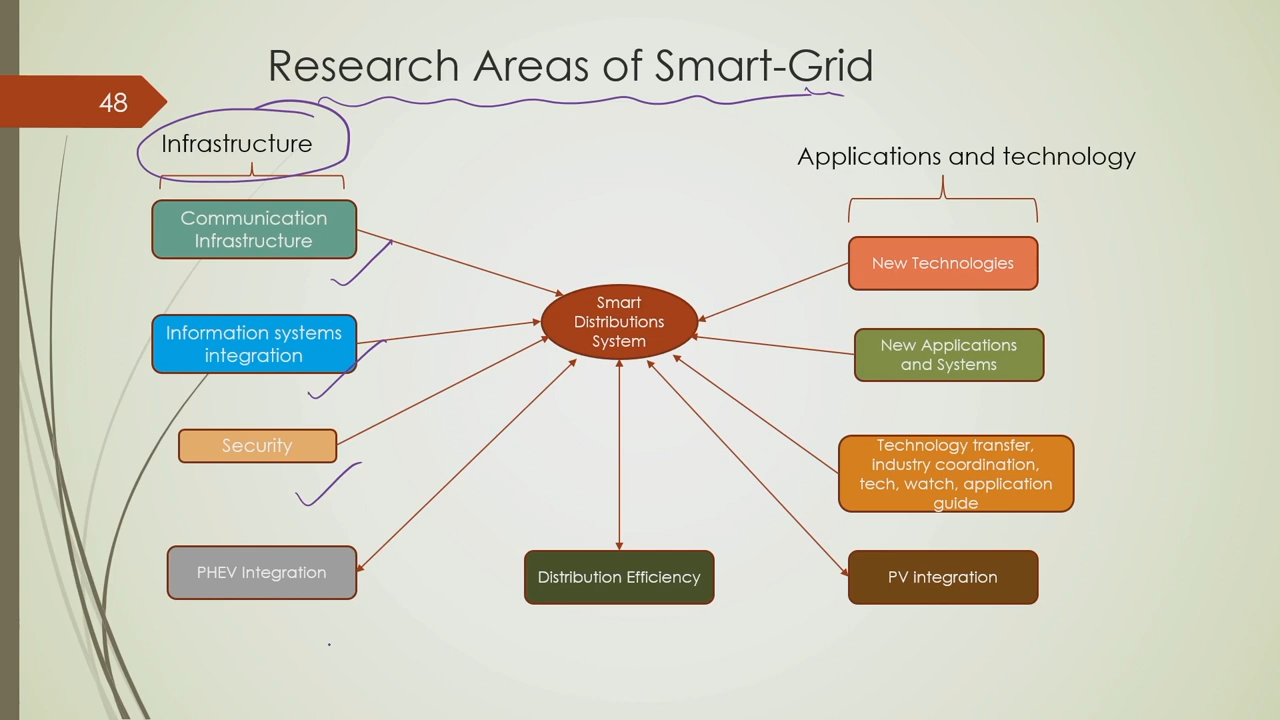 Research Areas of Smart-Grid
48
Infrastructure
Applications and technology
Communication
Infrastructure
New Technologies
Smart
Distributions
System
Information systems
integration
New Applications
and Systems
Security
Technology transfer,
industry coordination,
tech, watch, application
guide
PHEV Integration
Distribution Efficiency
PV integration